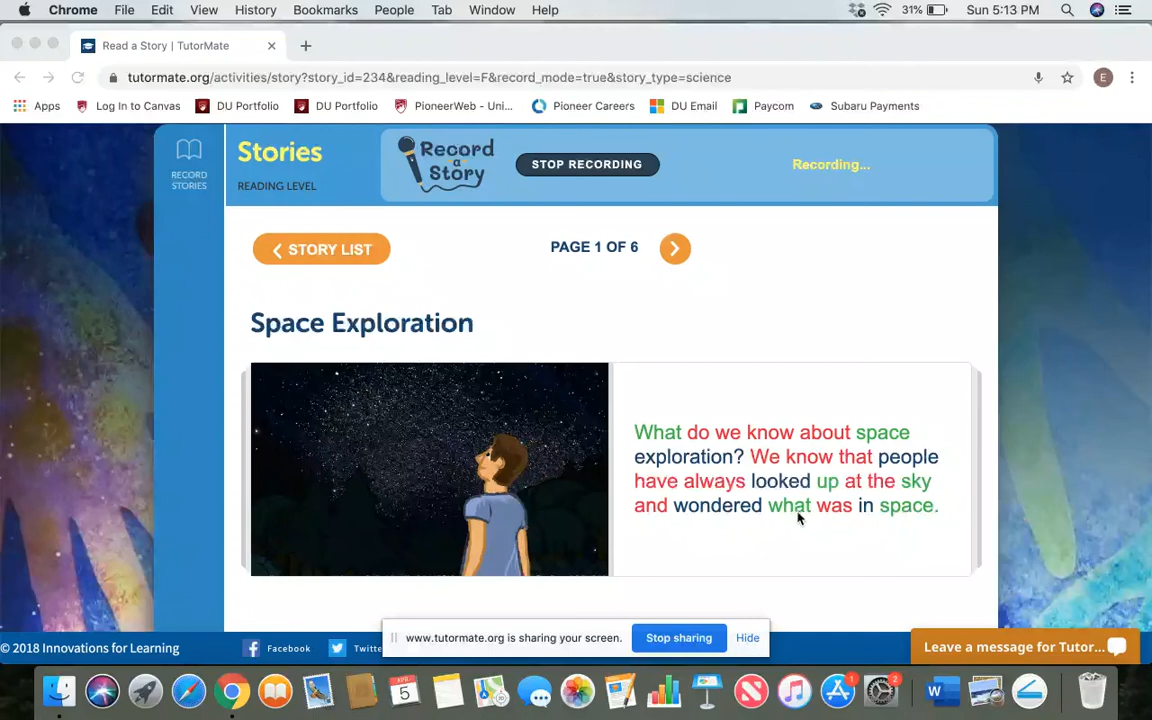 Chrome File Edit View History Bookmarks People Tab Window Help 31% Sun 5:13 PM
Read a Story | TutorMate
tutormate.org/activities/story?story_id=234&reading_level=F&record_mode=true&story_type=science E
Apps Log In to Canvas DU Portfolio DU Portfolio PioneerWeb - Uni... Pioneer Careers DU Email Paycom Subaru Payments
RECORD
STORIES
Stories
READING LEVEL
Record
a
Story
STOP RECORDING
Recording...
STORY LIST
PAGE 1 OF 6
Space Exploration
What do we know about space
exploration? We know that people
have always looked up at the sky
and wondered what was in space.
www.tutormate.org is sharing your screen. Stop sharing Hide
© 2018 Innovations for Learning Facebook Twitte
Leave a message for Tutor...
APR
5
1
2
W